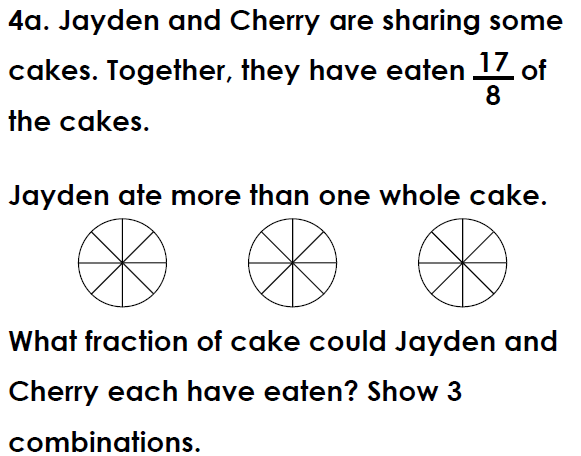 4a. Jayden and Cherry are sharing some
cakes. Together, they have eaten 17/8 of
the cakes.
Jayden ate more than one whole cake.
What fraction of cake could Jayden and
Cherry each have eaten? Show 3
combinations.